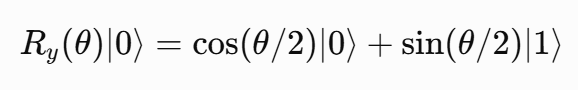 R_y(θ)|0⟩ = cos(θ/2)|0⟩ + sin(θ/2)|1⟩